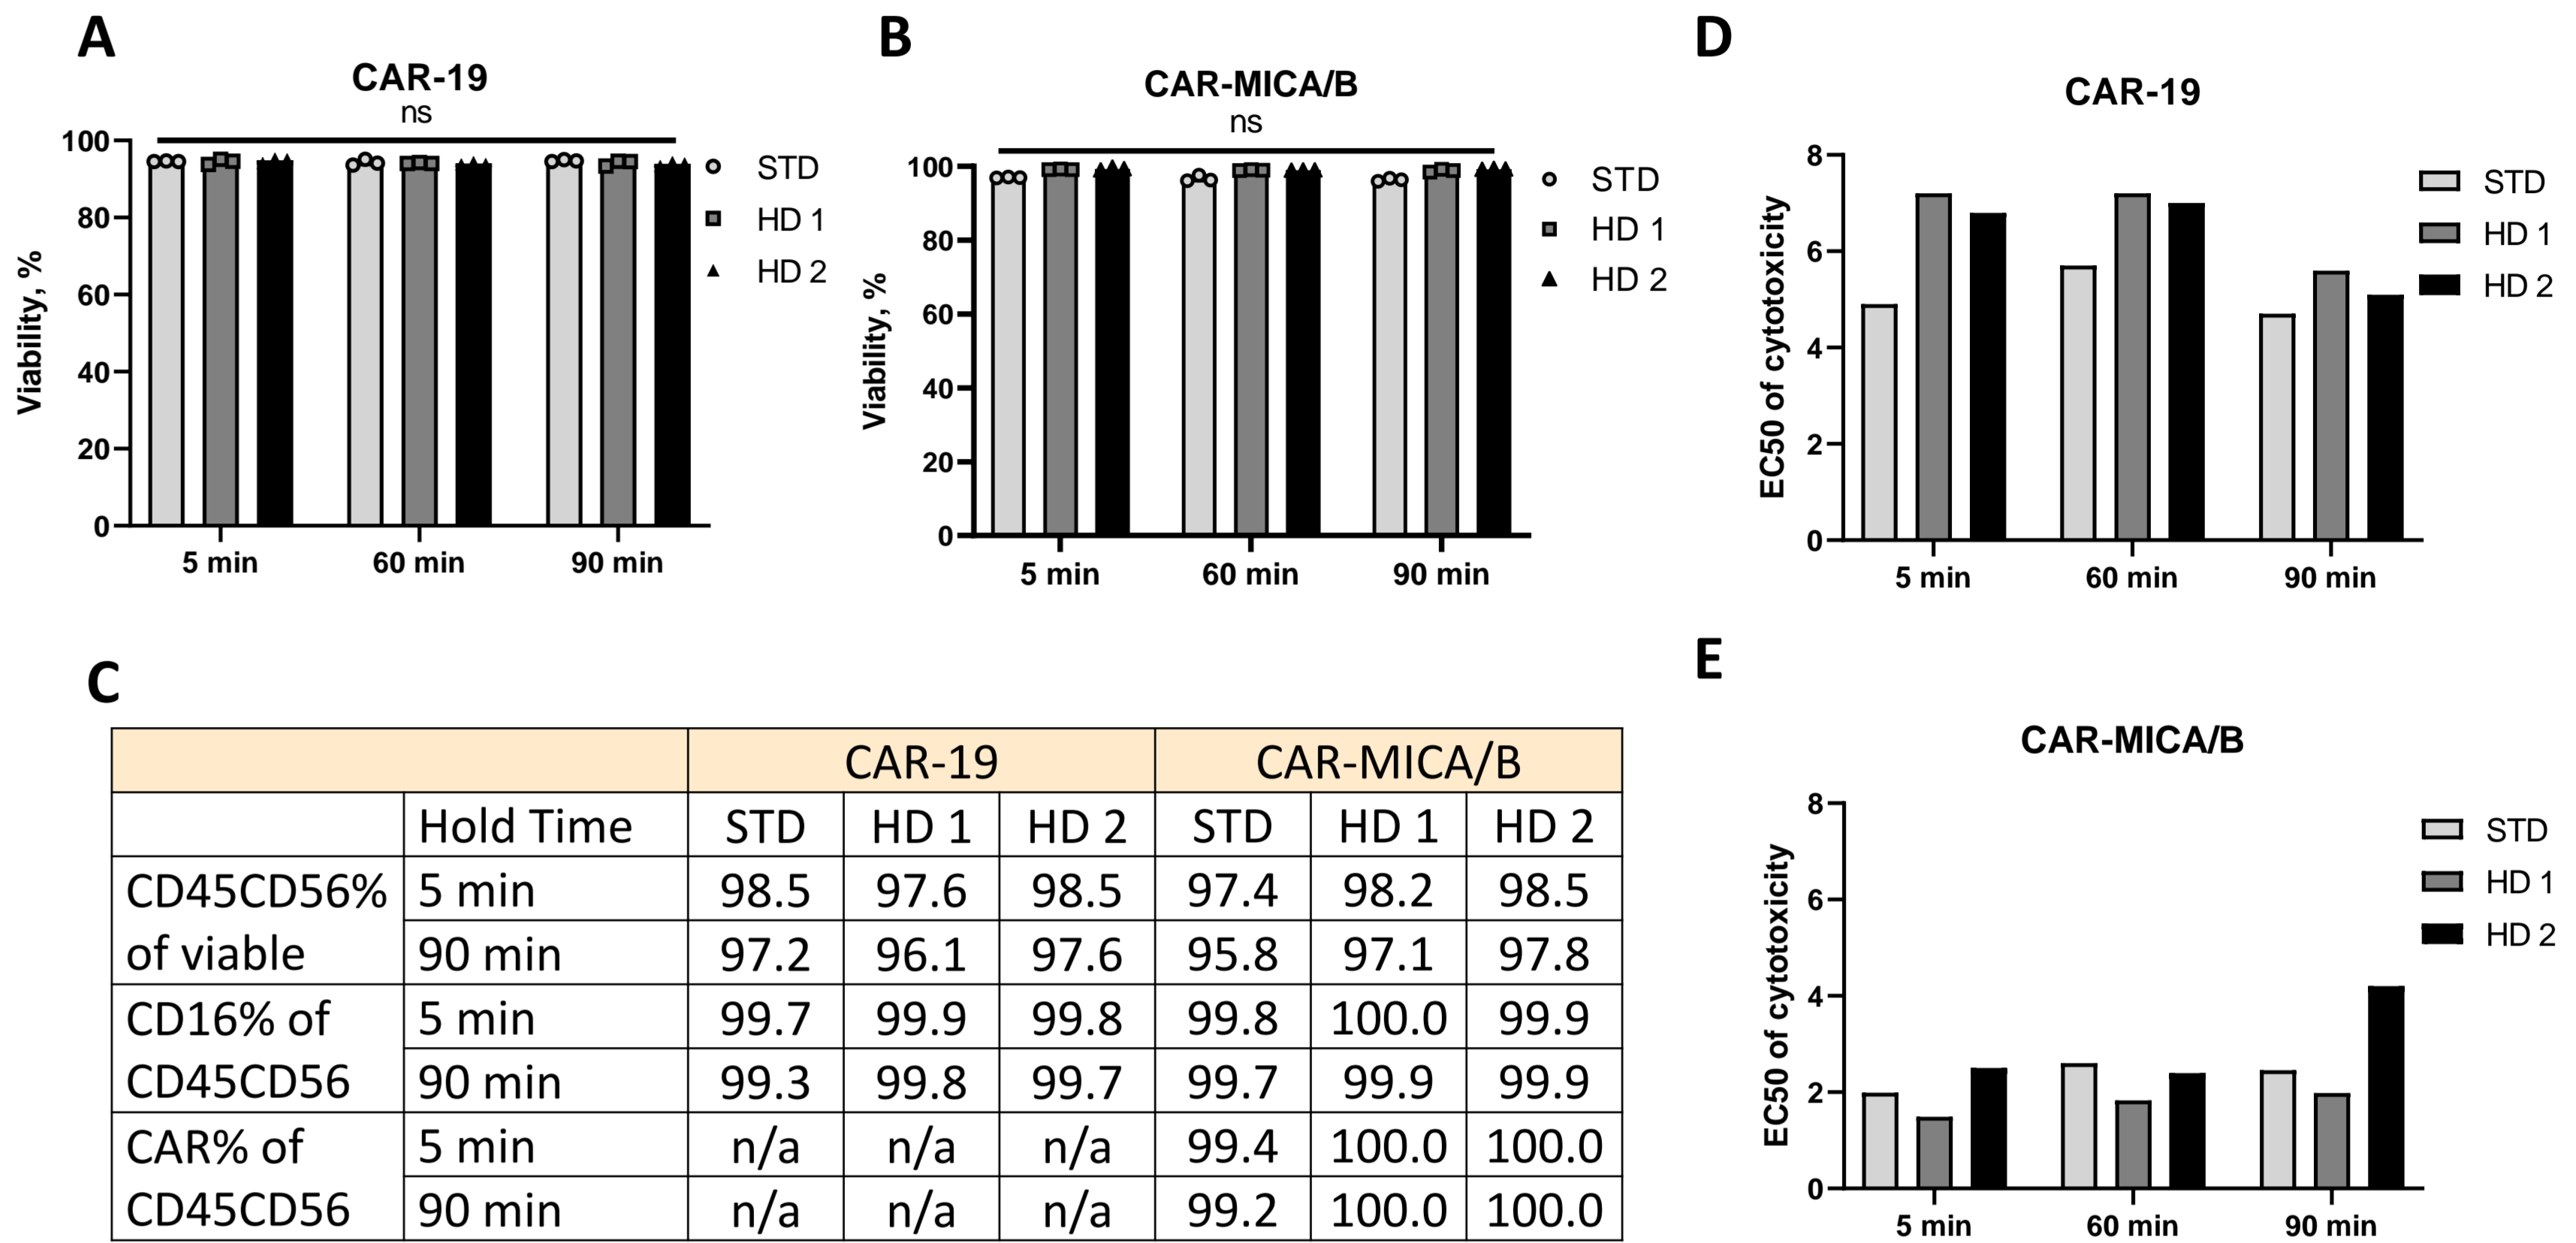 A
CAR-19
ns
Viability, %
100
80
60
40
20
0
5 min 60 min 90 min
STD
HD 1
HD 2
B
CAR-MICA/B
ns
Viability, %
100
80
60
40
20
0
5 min 60 min 90 min
STD
HD 1
HD 2
D
CAR-19
EC50 of cytotoxicity
8
6
4
2
0
5 min 60 min 90 min
STD
HD 1
HD 2
C
CAR-19 CAR-MICA/B
Hold Time STD HD 1 HD 2 STD HD 1 HD 2
CD45CD56% 5 min 98.5 97.6 98.5 97.4 98.2 98.5
of viable 90 min 97.2 96.1 97.6 95.8 97.1 97.8
CD16% of 5 min 99.7 99.9 99.8 99.8 100.0 99.9
CD45CD56 90 min 99.3 99.8 99.7 99.7 99.9 99.9
CAR% of 5 min n/a n/a n/a 99.4 100.0 100.0
CD45CD56 90 min n/a n/a n/a 99.2 100.0 100.0
E
CAR-MICA/B
EC50 of cytotoxicity
8
6
4
2
0
5 min 60 min 90 min
STD
HD 1
HD 2